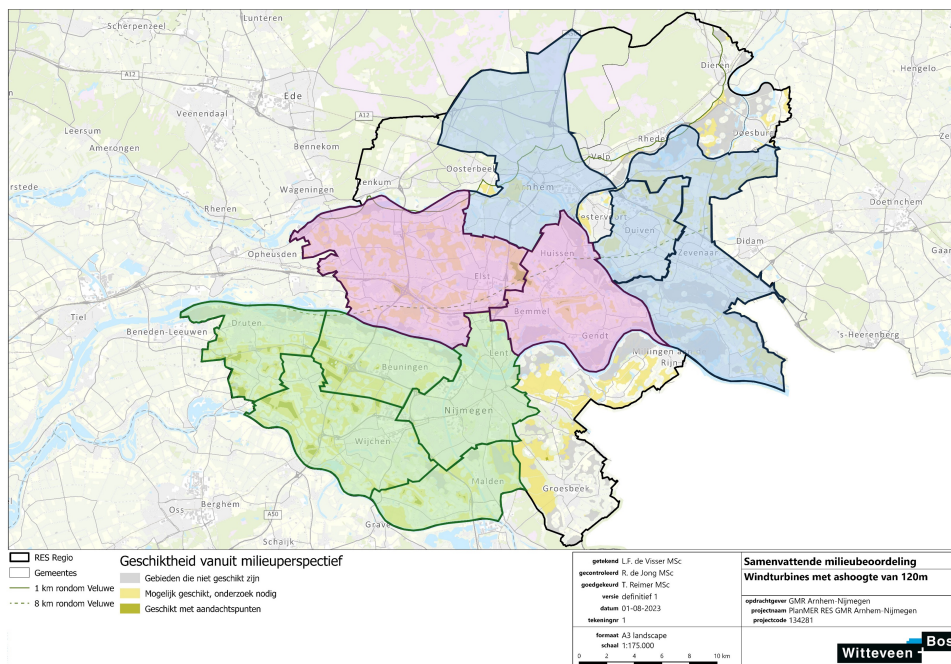 Scherpenzeel
Lunteren
A12
Ede
Veenendaal
A12
Dieren
Hengelo
Leersum
Amerongen
Bennekom
Rheden
Doesburg
Velp
Oosterbeek
Arnhem
Wageningen
Renkum
Rhenen
Doetinchem
Westervoort
Duiven
Didam
Opheusden
Huissen
Zevenaar
Elst
Tiel
Beneden-Leeuwen
Druten
Bemmel
Gendt
's-Heerenberg
Lent
Beuningen
Millingen a
Rijn
Nijmegen
Wijchen
Malden
Groesbeek
Oss
Berghem
A50
Grave
Schaijk
RES Regio
Gemeentes
1 km rondom Veluwe
8 km rondom Veluwe
Geschiktheid vanuit milieuperspectief
Gebieden die niet geschikt zijn
Mogelijk geschikt, onderzoek nodig
Geschikt met aandachtspunten
getekend L.F. de Visser MSc
gecontroleerd R. de Jong MSc
goedgekeurd T. Reimer MSc
versie definitief 1
datum 01-08-2023
tekeningnr 1
formaat A3 landscape
schaal 1:175.000
0 2 4 6 8 10 km
Samenvattende milieubeoordeling
Windturbines met ashoogte van 120m
opdrachtgever GMR Arnhem-Nijmegen
projectnaam PlanMER RES GMR Arnhem-Nijmegen
projectcode 134281
Witteveen + Bos